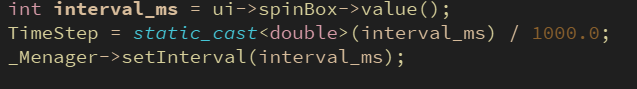 int interval_ms = ui->spinBox->value();
TimeStep = static_cast<double>(interval_ms) / 1000.0;
_Menager->setInterval(interval_ms);